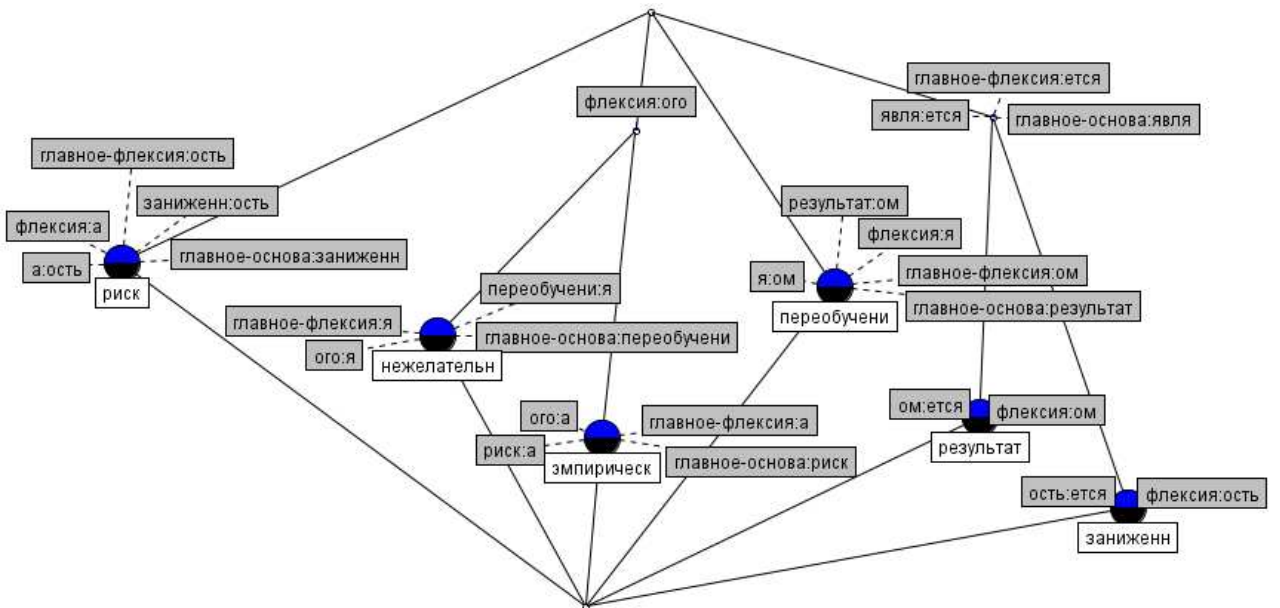 главное-флексия:ется
флексия:ого
явля:ется
главное-основа:явля
главное-флексия:ость
заниженн:ость
флексия:а
а:ость
главное-основа:заниженн
риск
результат:ом
флексия:я
я:ом
главное-флексия:ом
главное-основа:результат
переобучени
переобучени:я
главное-флексия:я
ого:я
главное-основа:переобучени
нежелательн
ого:а
главное-флексия:а
риск:а
главное-основа:риск
эмпирическ
ом:ется
флексия:ом
результат
ость:ется
флексия:ость
заниженн